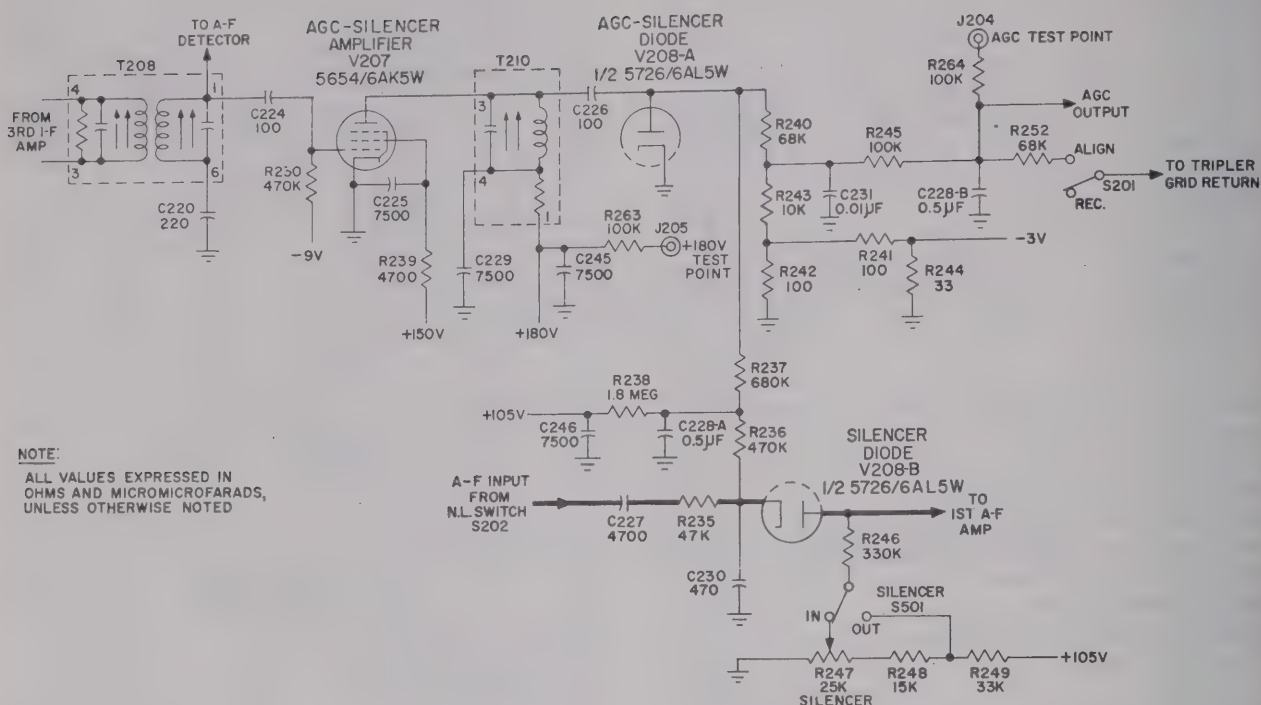 TO A-F
DETECTOR
T208
4
1
FROM
3RD I-F
AMP
3
6
C220
220
C224
100
R230
470K
-9V
AGC-SILENCER
AMPLIFIER
V207
5654/6AK5W
C225
7500
R239
4700
+150V
T210
3
4
1
C229
7500
+180V
C245
7500
R263
100K
J205
+180V
TEST
POINT
C226
100
AGC-SILENCER
DIODE
V208-A
1/2 5726/6AL5W
R240
68K
R243
10K
R242
100
C231
0.01µF
R245
100K
R241
100
R244
33
-3V
J204
AGC TEST POINT
R264
100K
AGC
OUTPUT
R252
68K
ALIGN
C228-B
0.5µF
S201
REC.
TO TRIPLER
GRID RETURN
R237
680K
R238
1.8 MEG
+105V
C246
7500
C228-A
0.5µF
R236
470K
NOTE:
ALL VALUES EXPRESSED IN
OHMS AND MICROMICROFARADS,
UNLESS OTHERWISE NOTED
A-F INPUT
FROM
N.L. SWITCH
S202
C227
4700
R235
47K
C230
470
SILENCER
DIODE
V208-B
1/2 5726/6AL5W
TO
1ST A-F
AMP
R246
330K
SILENCER
S501
IN
OUT
R247
25K
SILENCER
R248
15K
R249
33K
+105V